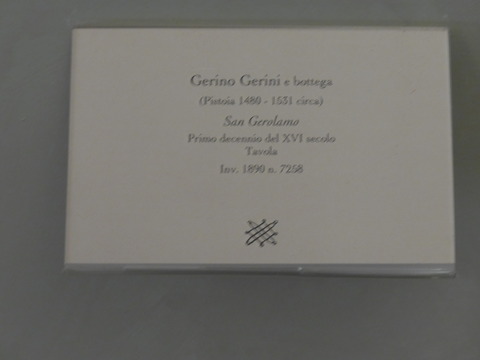 Gerino Gerini e bottega
(Pistoia 1480 - 1531 circa)
San Gerolamo
Primo decennio del XVI secolo
Tavola
Inv. 1890 n. 7258